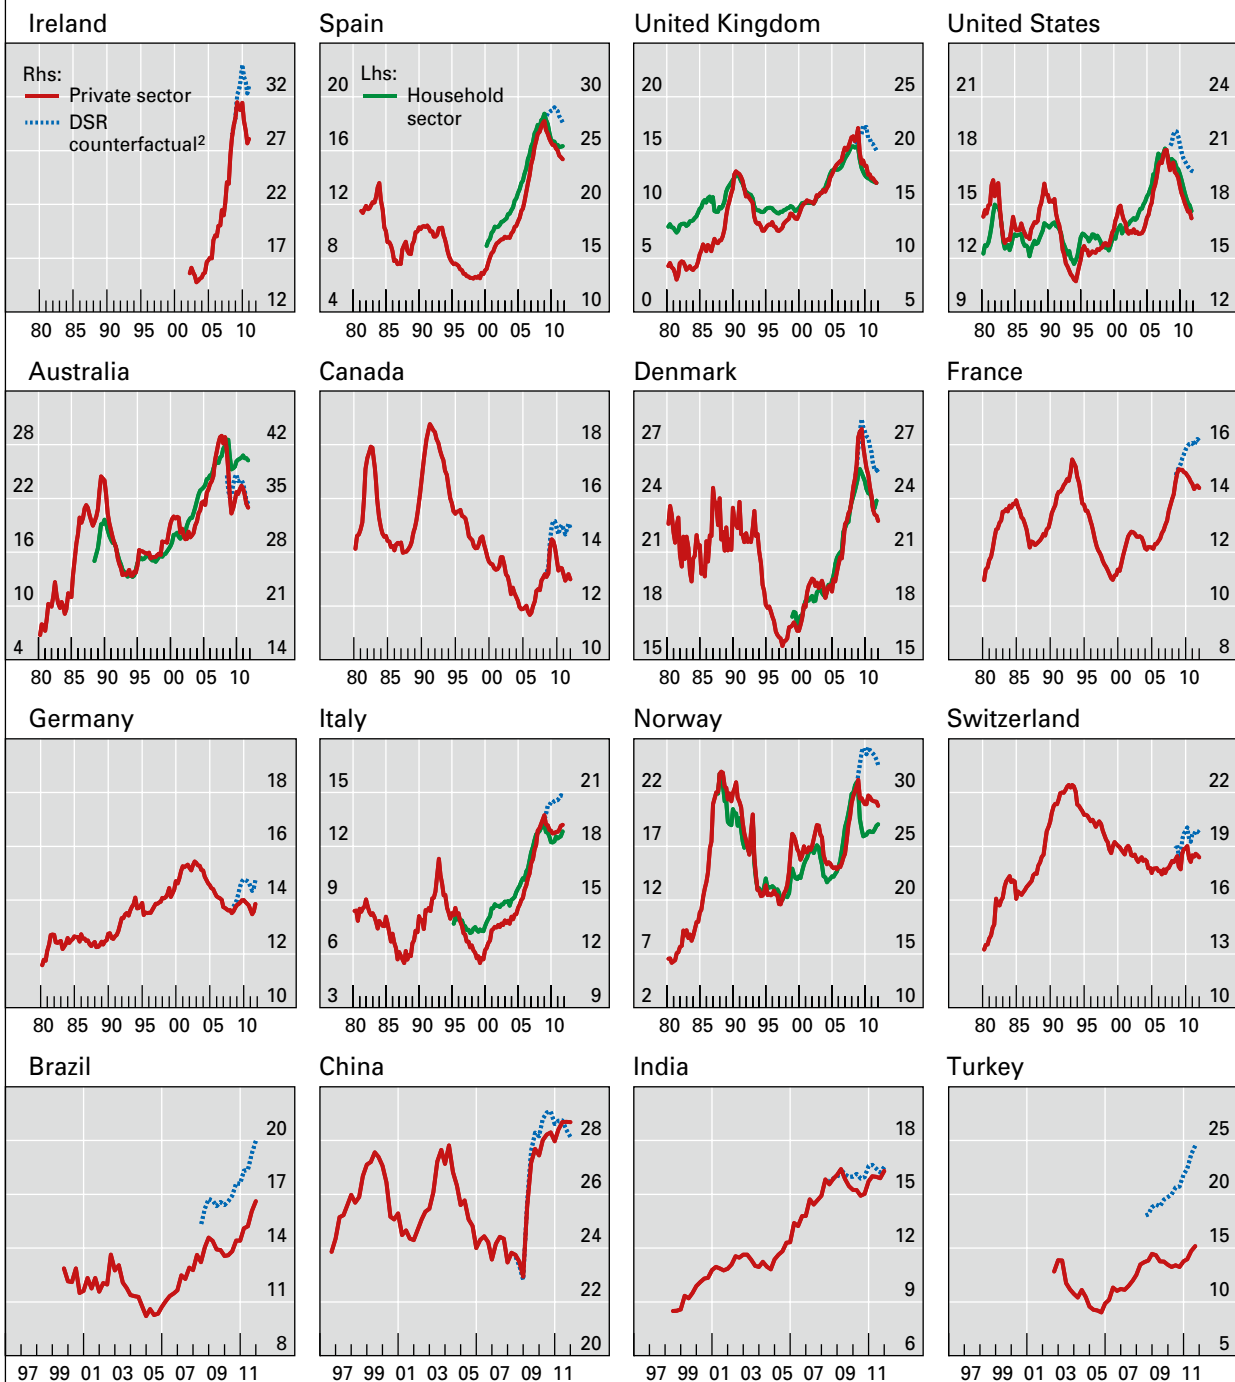 Ireland
Rhs:
Private sector
DSR
counterfactual2
32
27
22
17
12
80 85 90 95 00 05 10
Spain
Lhs:
Household
sector
20 30
16 25
12 20
8 15
4 10
80 85 90 95 00 05 10
United Kingdom
20 25
15 20
10 15
5 10
0 5
80 85 90 95 00 05 10
United States
21 24
18 21
15 18
12 15
9 12
80 85 90 95 00 05 10
Australia
28 42
22 35
16 28
10 21
4 14
80 85 90 95 00 05 10
Canada
18
16
14
12
10
80 85 90 95 00 05 10
Denmark
27 27
24 24
21 21
18 18
15 15
80 85 90 95 00 05 10
France
16
14
12
10
8
80 85 90 95 00 05 10
Germany
18
16
14
12
10
80 85 90 95 00 05 10
Italy
15 21
12 18
9 15
6 12
3 9
80 85 90 95 00 05 10
Norway
22 30
17 25
12 20
7 15
2 10
80 85 90 95 00 05 10
Switzerland
22
19
16
13
10
80 85 90 95 00 05 10
Brazil
20
17
14
11
8
97 99 01 03 05 07 09 11
China
28
26
24
22
20
97 99 01 03 05 07 09 11
India
18
15
12
9
6
97 99 01 03 05 07 09 11
Turkey
25
20
15
10
5
97 99 01 03 05 07 09 11